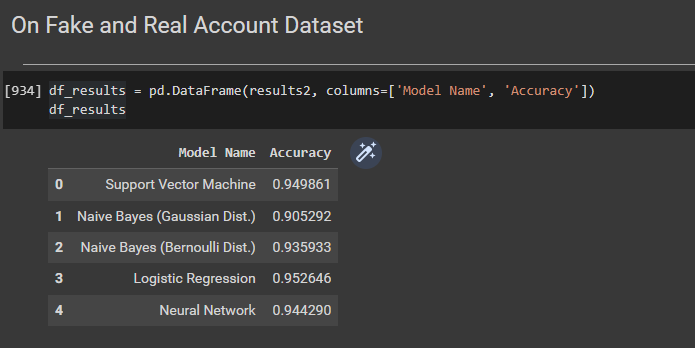 On Fake and Real Account Dataset
[934] df_results = pd.DataFrame(results2, columns=['Model Name', 'Accuracy'])
df_results
Model Name Accuracy
0 Support Vector Machine 0.949861
1 Naive Bayes (Gaussian Dist.) 0.905292
2 Naive Bayes (Bernoulli Dist.) 0.935933
3 Logistic Regression 0.952646
4 Neural Network 0.944290